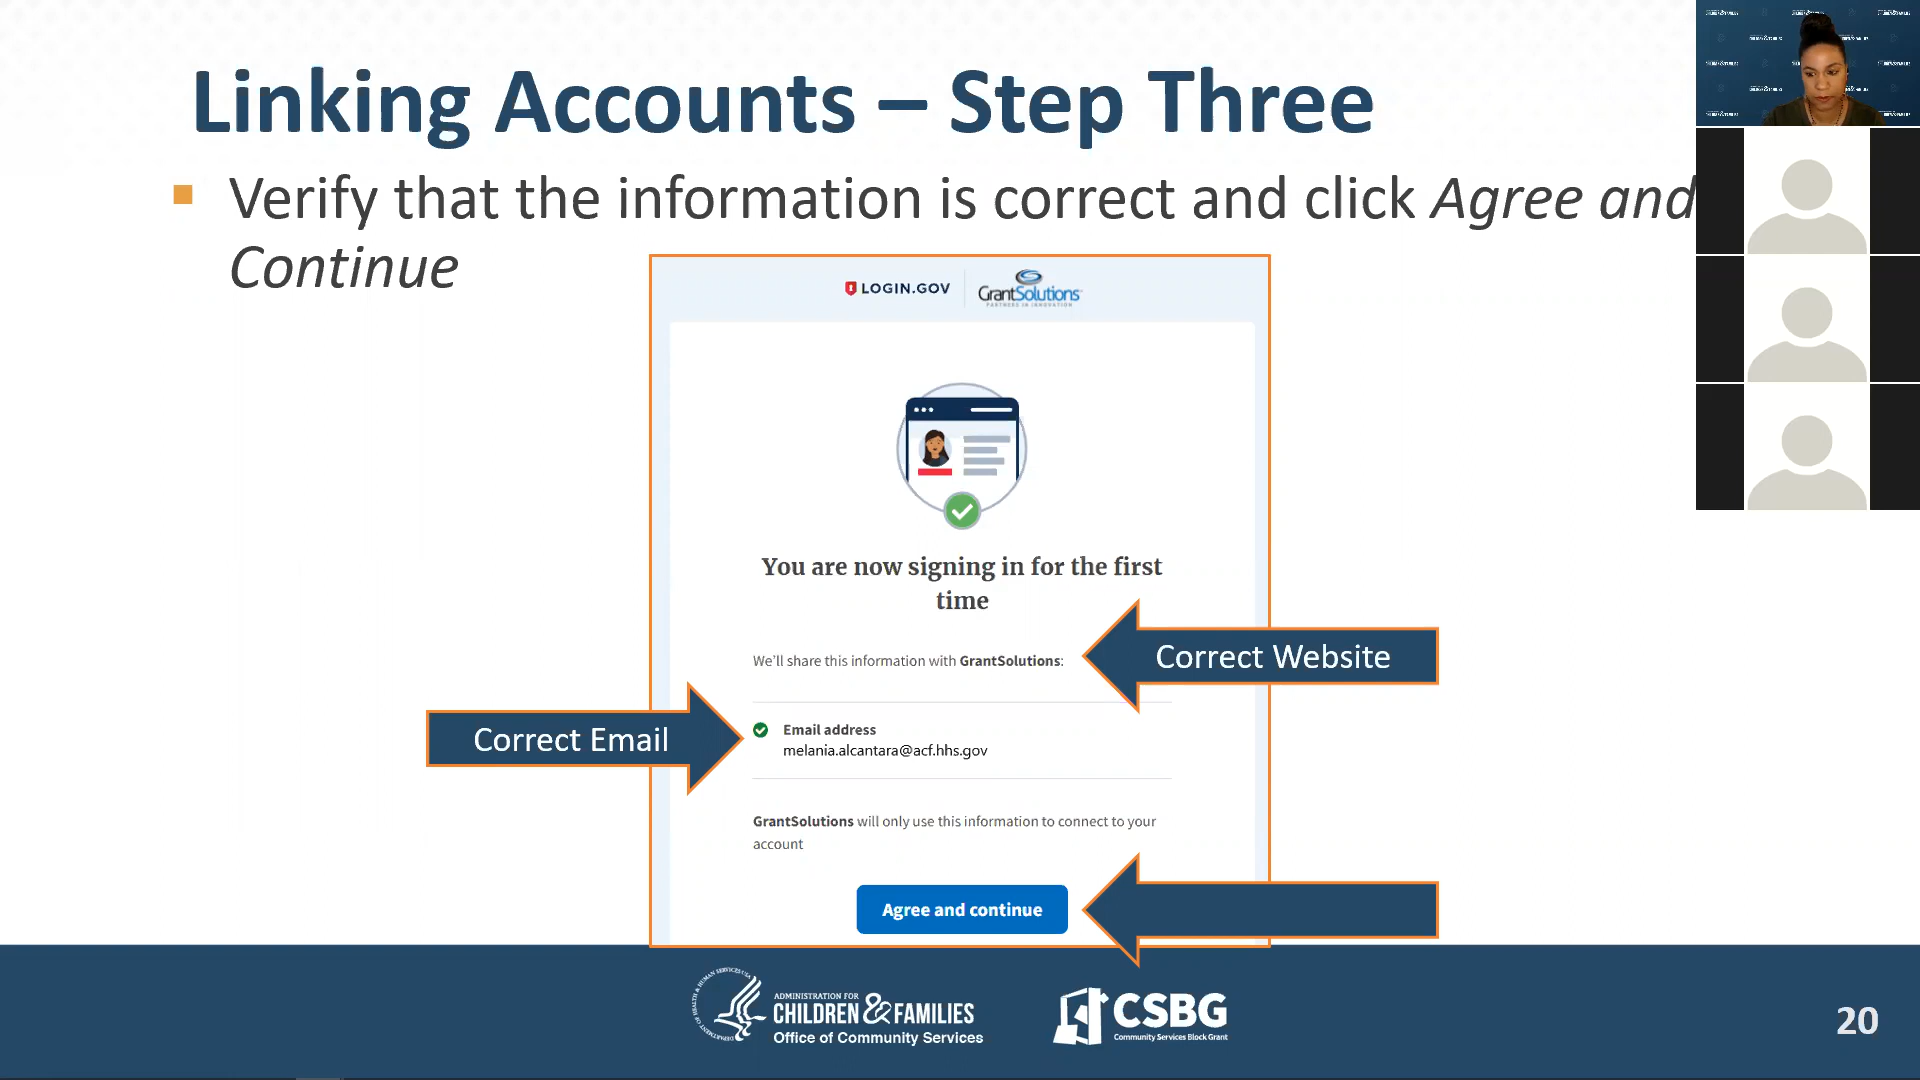 Linking Accounts – Step Three
Verify that the information is correct and click Agree and
Continue
LOGIN.GOV
GrantSolutions
PARTNERS IN INNOVATION
You are now signing in for the first
time
We'll share this information with GrantSolutions:
Correct Website
Correct Email
Email address
melania.alcantara@acf.hhs.gov
GrantSolutions will only use this information to connect to your
account
Agree and continue
ADMINISTRATION FOR
CHILDREN & FAMILIES
Office of Community Services
CSBG
Community Services Block Grant
20